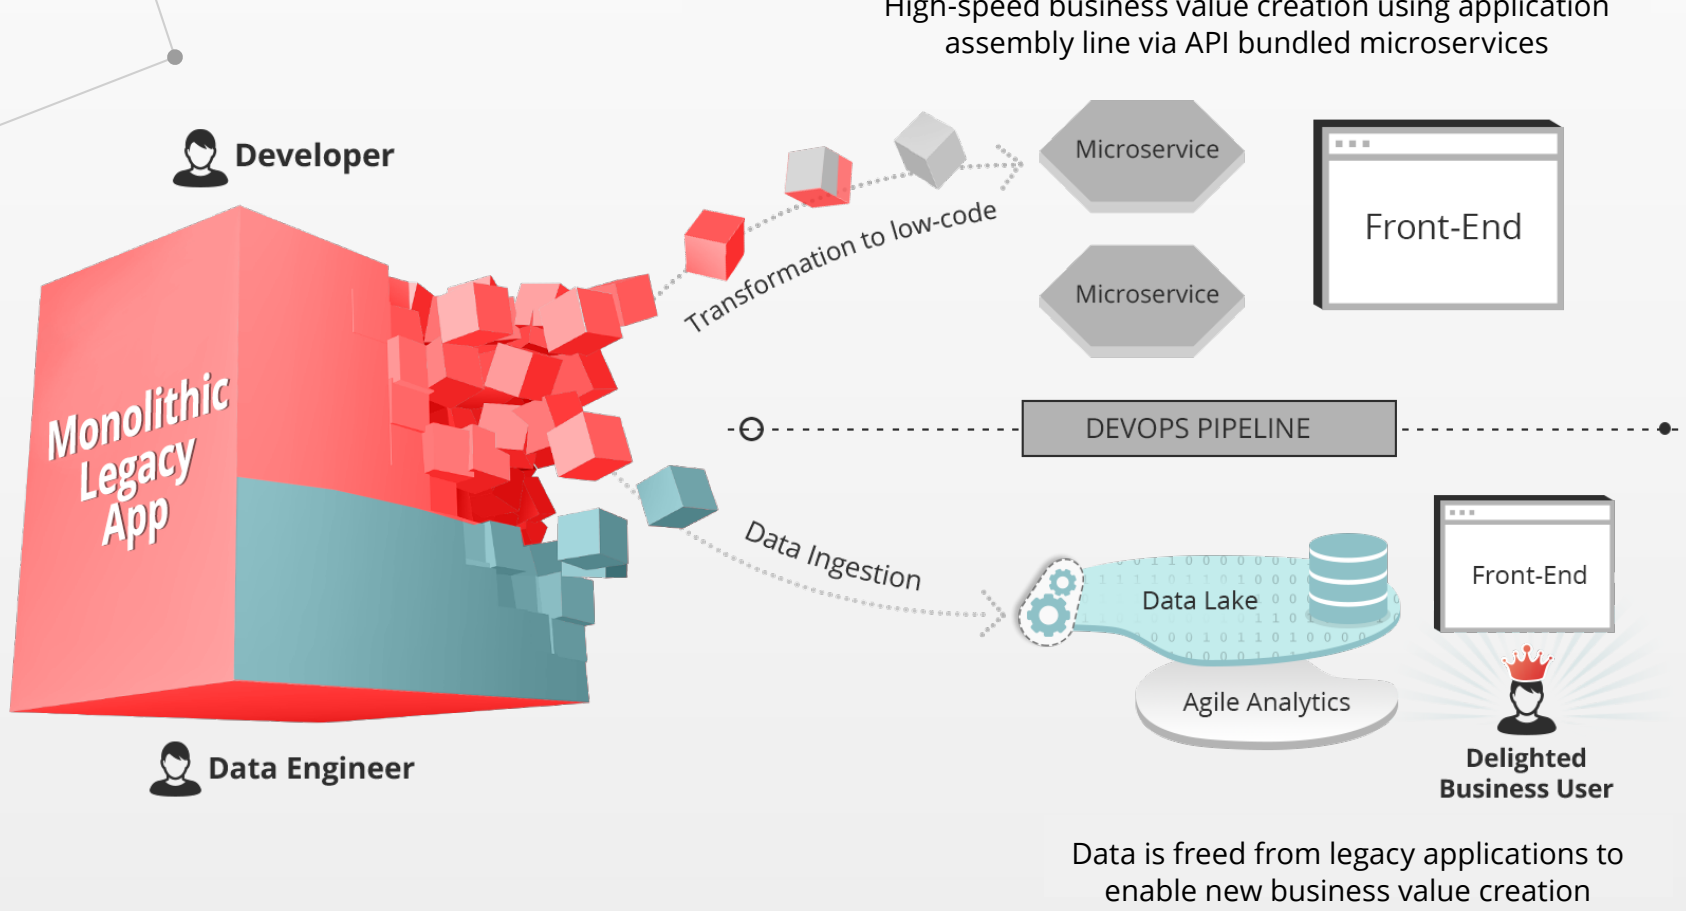 High-speed business value creation using application
assembly line via API bundled microservices
Developer
Microservice
Front-End
Transformation to low-code
Microservice
Monolithic
Legacy
App
DEVOPS PIPELINE
Data Ingestion
Data Lake
Front-End
Agile Analytics
Data Engineer
Delighted
Business User
Data is freed from legacy applications to
enable new business value creation